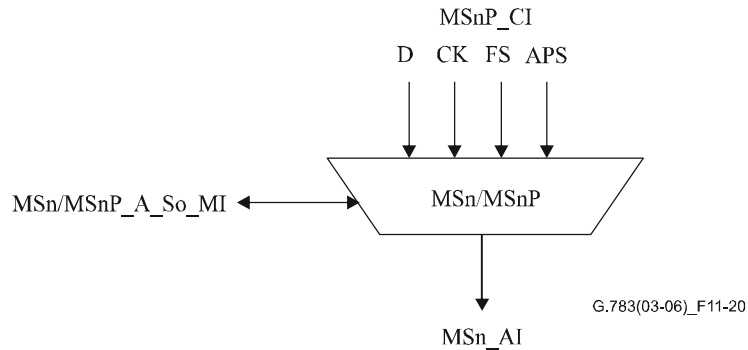 MSnP_CI
D CK FS APS
MSn/MSnP_A_So_MI
MSn/MSnP
G.783(03-06)_F11-20
MSn_AI